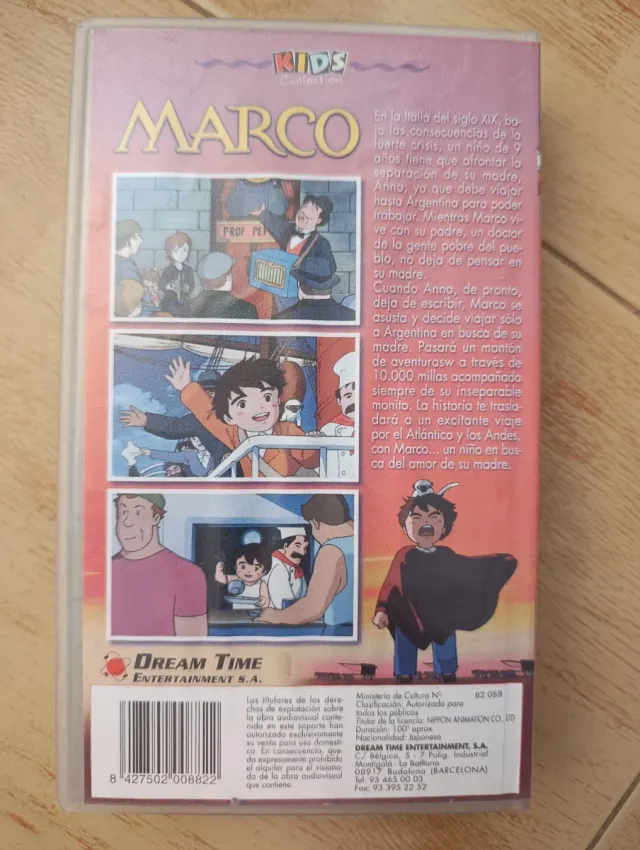 KIDS
Collection
MARCO
En la Italia del siglo XIX, ba-
jo las consecuencias de la
fuerte crisis, un niño de 9
años tiene que afrontar la
separación de su madre,
Anna, ya que debe viajar
hasta Argentina para poder
trabajar. Mientras Marco vi-
ve con su padre, un doctor
de la gente pobre del pue-
blo, no deja de pensar en
su madre.
Cuando Anna, de pronto,
deja de escribir, Marco se
asusta y decide viajar sólo
a Argentina en busca de su
madre. Pasará un montón
de aventurasw a través de
10.000 millas acompañado
siempre de su inseparable
monito. La historia te trasla-
dará a un excitante viaje
por el Atlántico y los Andes,
con Marco... un niño en bus-
ca del amor de su madre.
PROF. PE
DREAM TIME
ENTERTAINMENT S.A.
8 427502 008822
Los titulares de los dere-
chos de explotación sobre
la obra audiovisual conte-
nida en este soporte han
autorizado exclusivamente
su venta para uso domésti-
co. En consecuencia, que-
da expresamente prohibido
el alquiler para el visiona-
do de la obra audiovisual
que contiene.
Ministerio de Cultura Nº 62.059
Clasificación: Autorizada para
todos los públicos
Titular de la licencia: NIPPON ANIMATION CO., LTD
Duración: 100' aprox.
Nacionalidad: Japonesa
DREAM TIME ENTERTAINMENT, S.A.
C/ Bélgica, 5 - 7 Polig. Industrial
Montigalà - La Batlloria
08917 Badalona (BARCELONA)
Tel: 93 465 00 03
Fax: 93 395 22 52